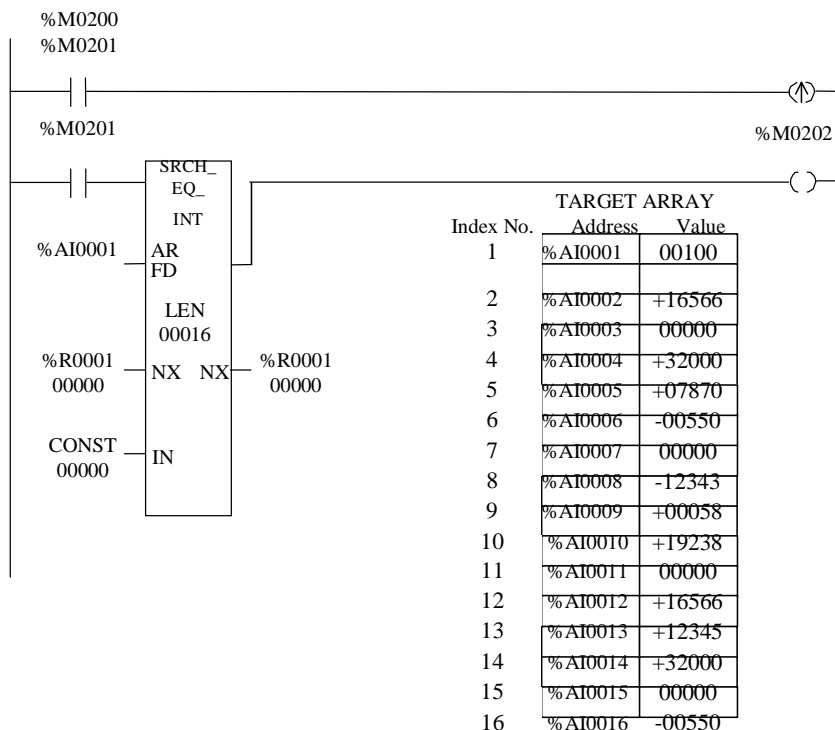 %M0200
%M0201
%M0201
%M0202
SRCH_
EQ_
INT
%AI0001 AR
FD
LEN
00016
%R0001 NX NX %R0001
00000 00000
CONST IN
00000
TARGET ARRAY
Index No. Address Value
1 %AI0001 00100
2 %AI0002 +16566
3 %AI0003 00000
4 %AI0004 +32000
5 %AI0005 +07870
6 %AI0006 -00550
7 %AI0007 00000
8 %AI0008 -12343
9 %AI0009 +00058
10 %AI0010 +19238
11 %AI0011 00000
12 %AI0012 +16566
13 %AI0013 +12345
14 %AI0014 +32000
15 %AI0015 00000
16 %AI0016 -00550